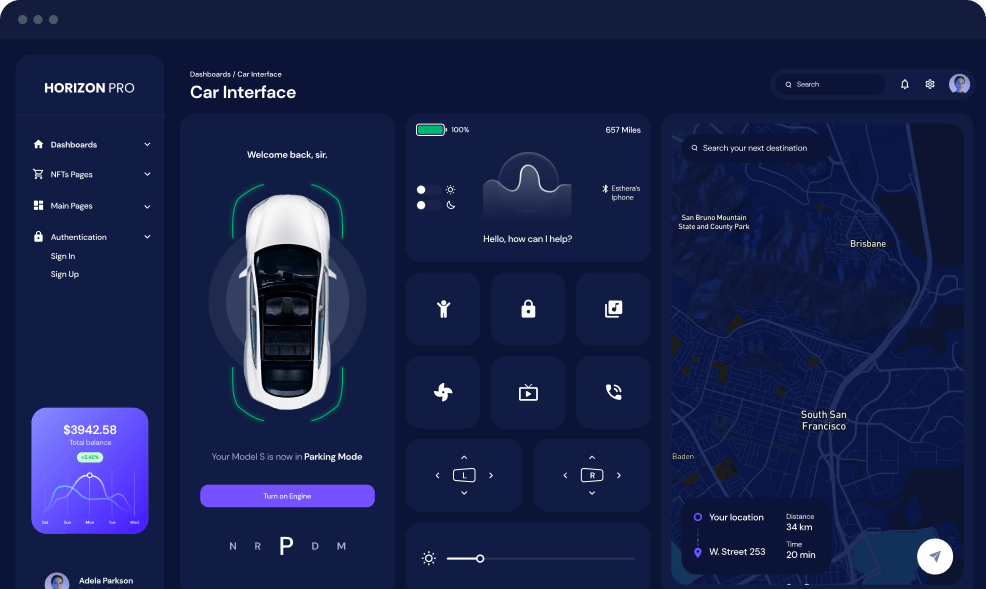 HORIZON PRO
Dashboards
NFTs Pages
Main Pages
Authentication
Sign In
Sign Up
$3942.58
Total balance
+2.45%
Sat Sun Mon Tue Wed
Adela Parkson
Dashboards / Car Interface
Car Interface
Search
Welcome back, sir.
Your Model S is now in Parking Mode
Turn on Engine
N R P D M
100%
657 Miles
Esthera's
Iphone
Hello, how can I help?
L
R
Search your next destination
San Bruno Mountain
State and County Park
Brisbane
South San
Francisco
Baden
Your location
Distance
34 km
W. Street 253
Time
20 min